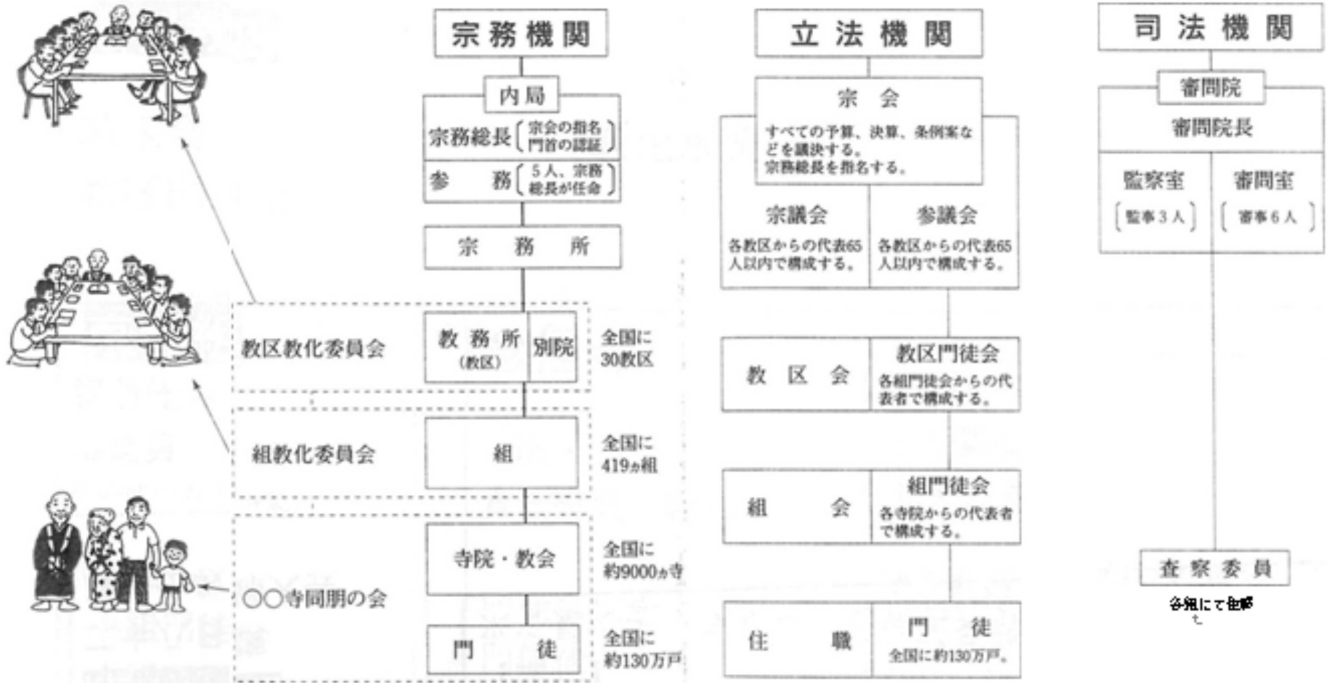 宗務機関
内局
宗務総長〔宗会の指名
門首の認証〕
参務〔5人、宗務
総長が任命〕
宗務所
教区教化委員会
教務所
(教区)
別院
全国に
30教区
組教化委員会
組
全国に
419ヵ組
寺院・教会
全国に
約9000ヵ寺
〇〇寺同朋の会
門徒
全国に
約130万戸
立法機関
宗会
すべての予算、決算、条例案な
どを議決する。
宗務総長を指名する。
宗議会
各教区からの代表65
人以内で構成する。
参議会
各教区からの代表65
人以内で構成する。
教区会
教区門徒会
各組門徒会からの代
表者で構成する。
組会
組門徒会
各寺院からの代表者
で構成する。
住職
門徒
全国に約130万戸。
司法機関
審問院
審問院長
監察室
〔監事3人〕
審問室
〔審事6人〕
査察委員